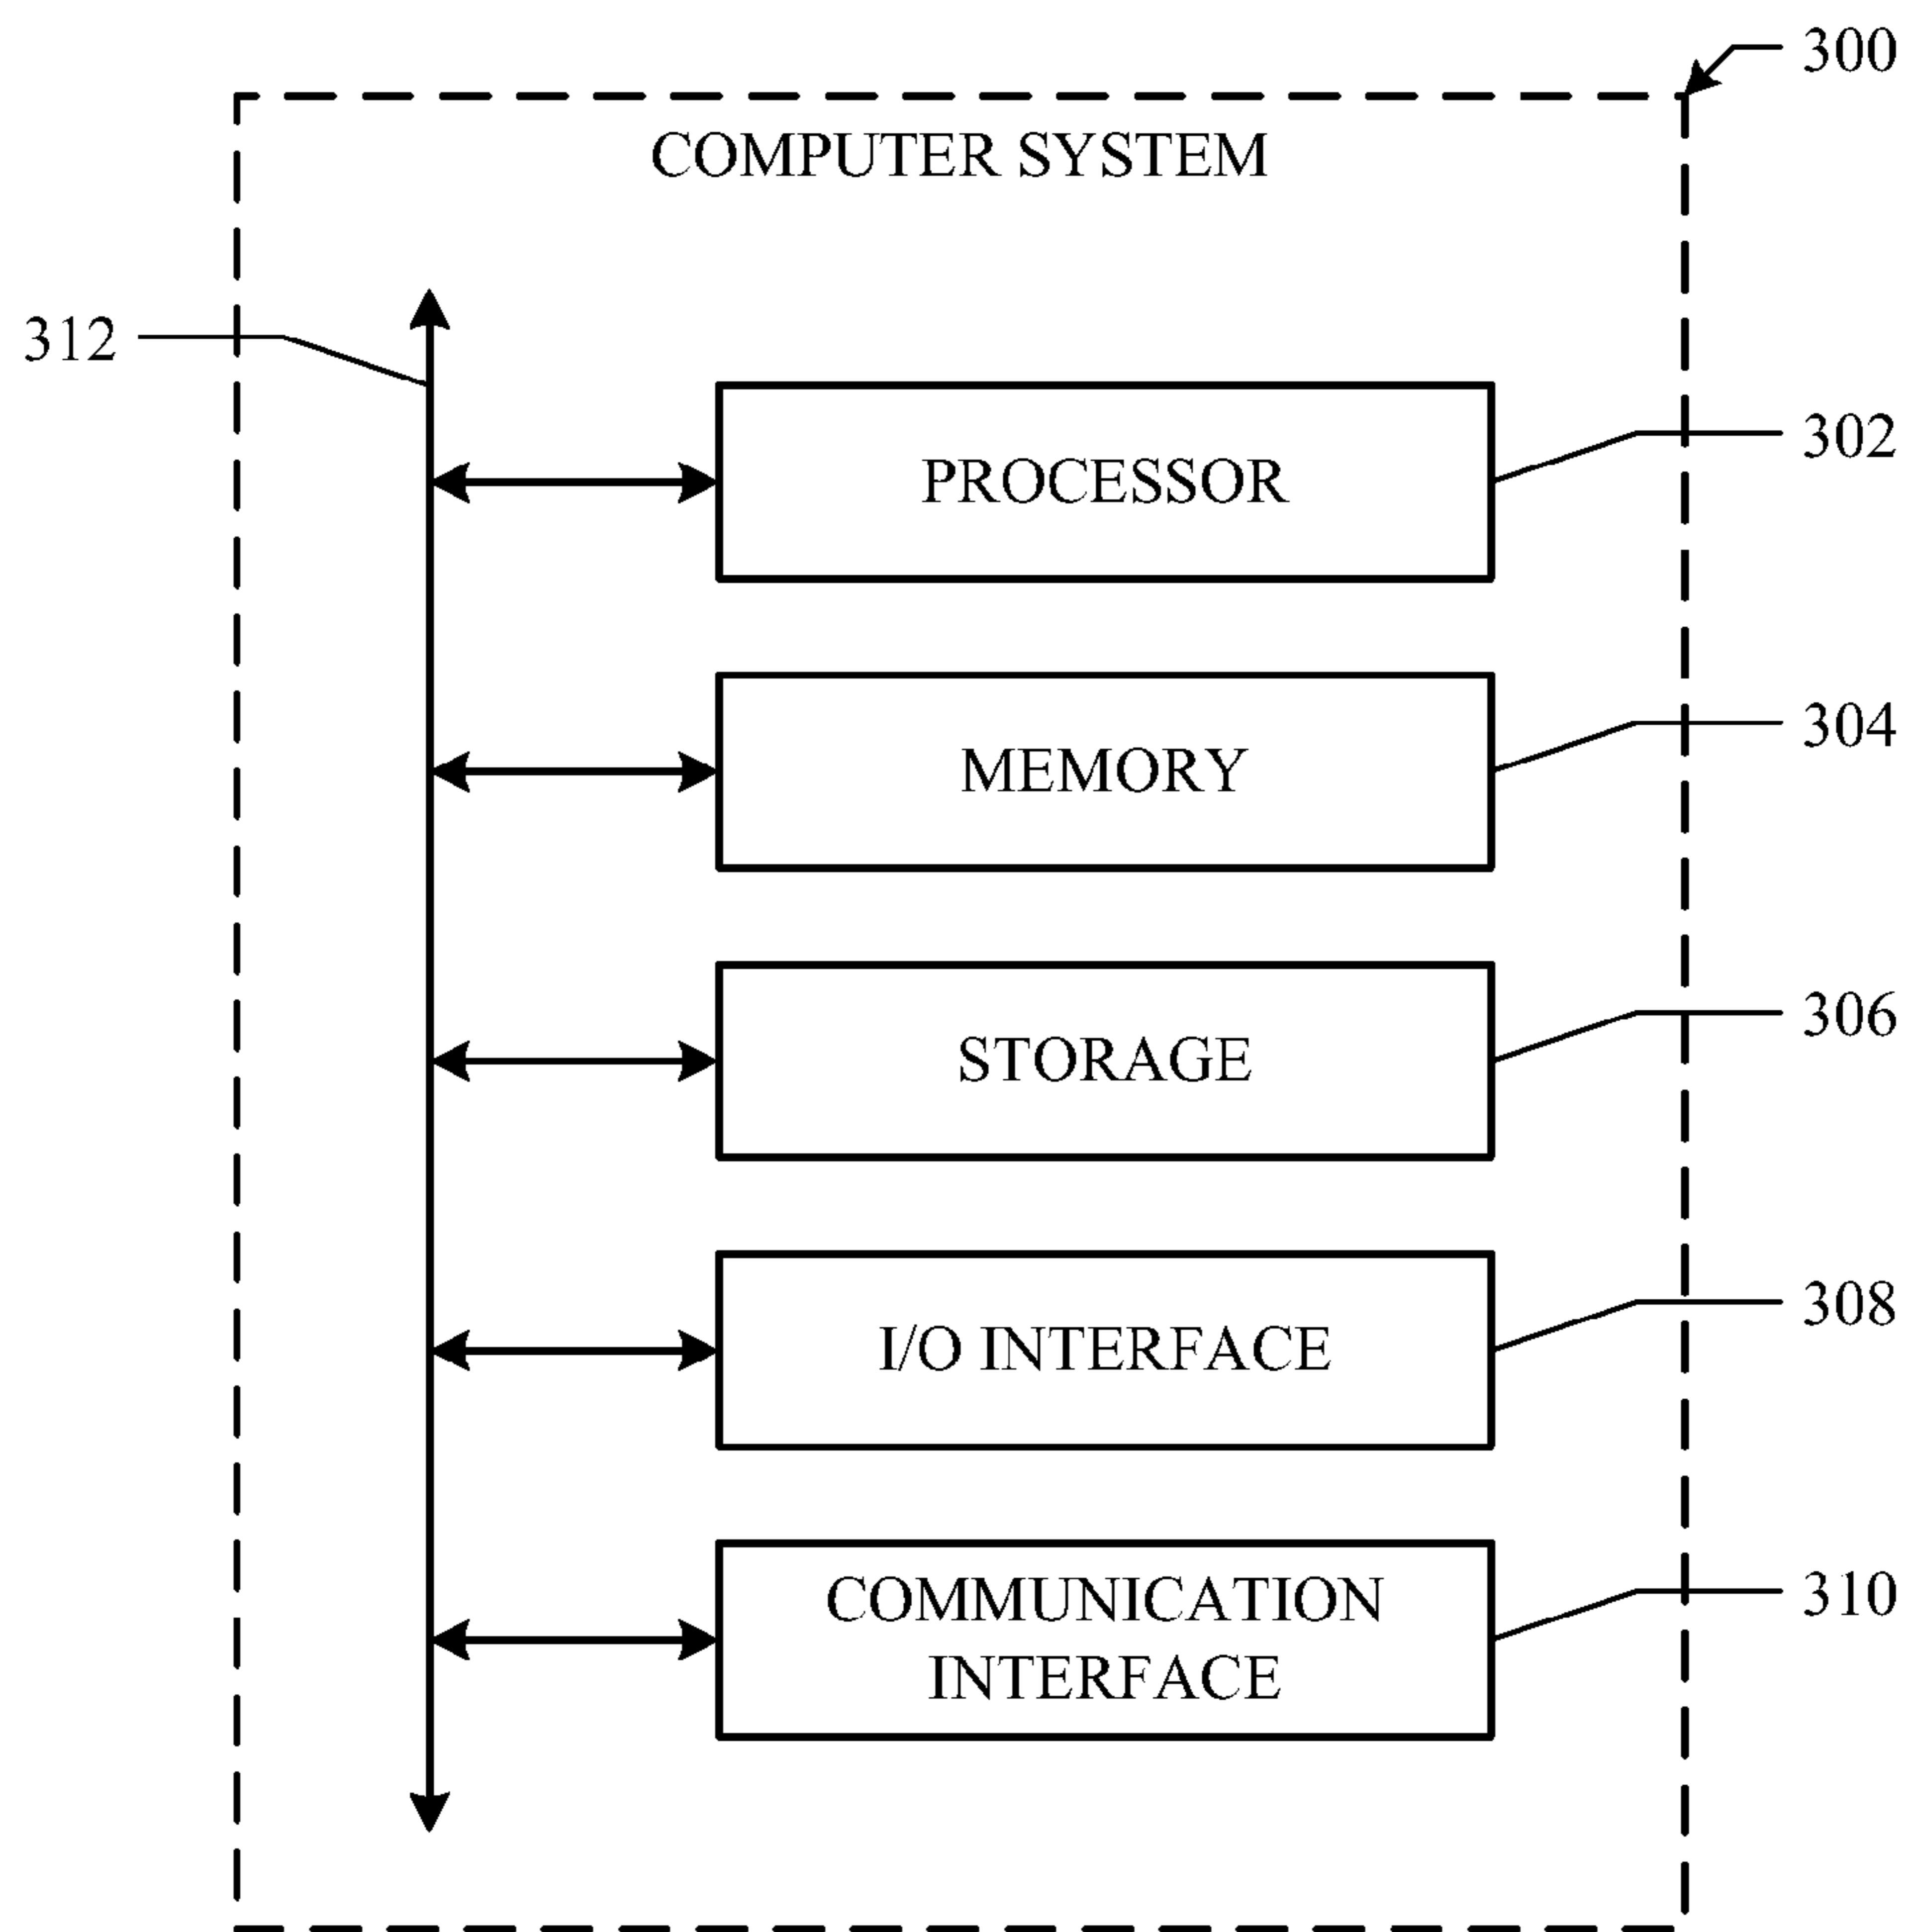 300
COMPUTER SYSTEM
312
302
PROCESSOR
304
MEMORY
306
STORAGE
308
I/O INTERFACE
310
COMMUNICATION
INTERFACE